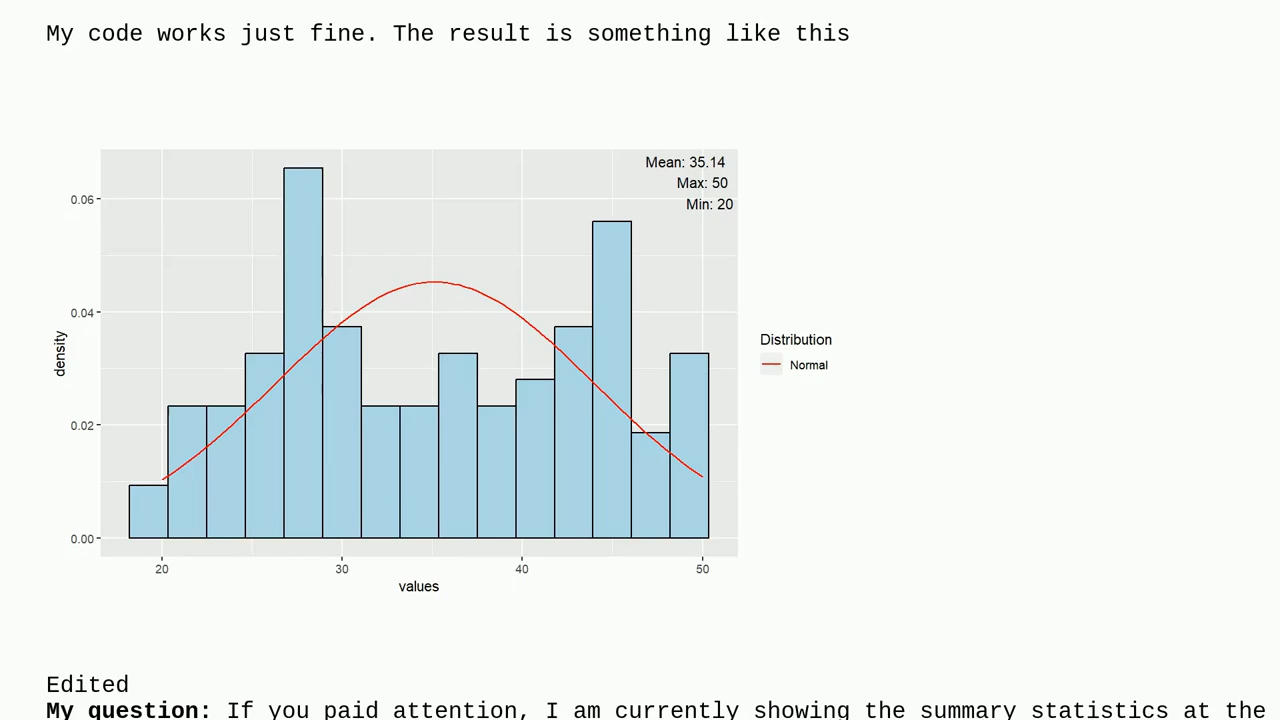 My code works just fine. The result is something like this
Mean: 35.14
Max: 50
Min: 20
0.06
0.04
0.02
0.00
density
20 30 40 50
values
Distribution
Normal
Edited
My question: If you paid attention, I am currently showing the summary statistics at the